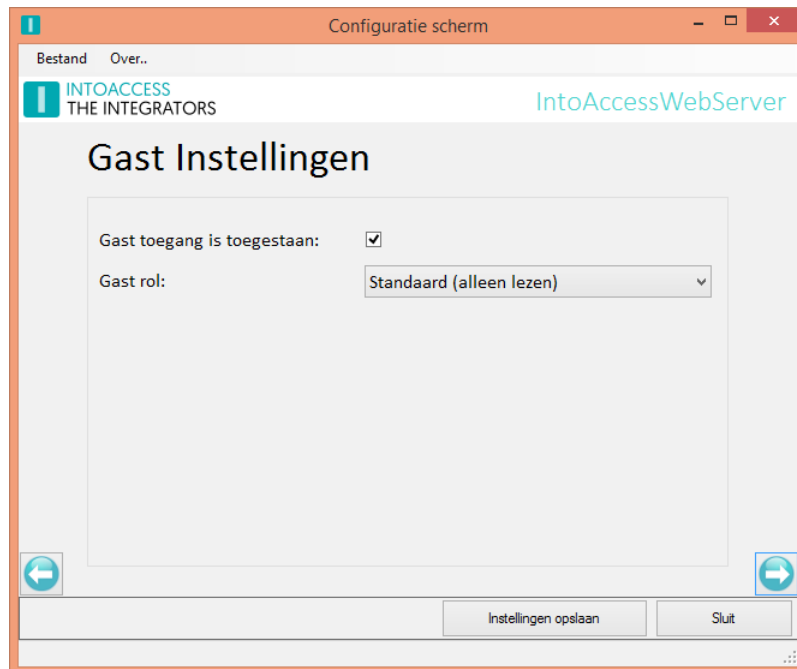 Configuratie scherm
Bestand Over..
INTOACCESS
THE INTEGRATORS
IntoAccessWebServer
Gast Instellingen
Gast toegang is toegestaan:
Gast rol: Standaard (alleen lezen)
Instellingen opslaan Sluit